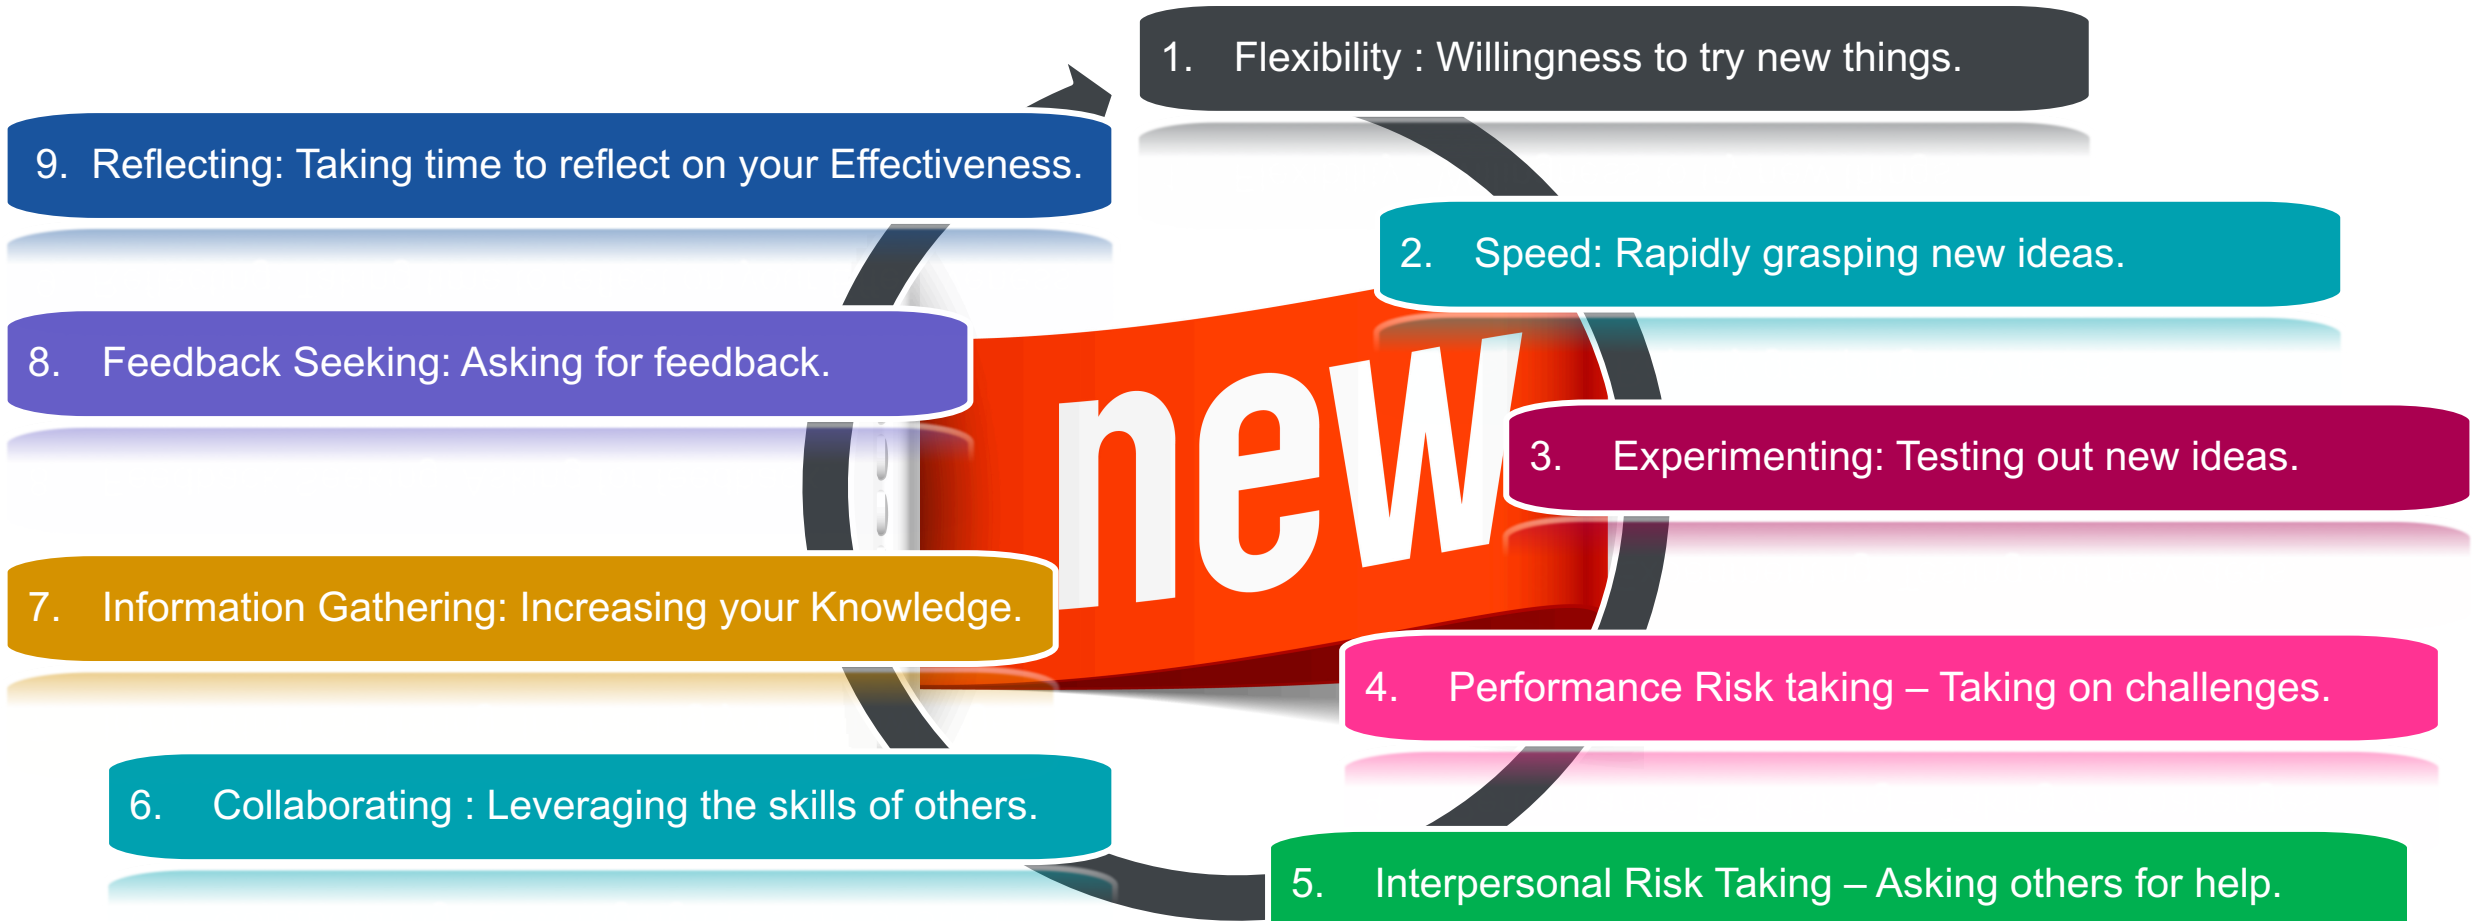 1. Flexibility : Willingness to try new things.
2. Speed: Rapidly grasping new ideas.
3. Experimenting: Testing out new ideas.
4. Performance Risk taking – Taking on challenges.
5. Interpersonal Risk Taking – Asking others for help.
6. Collaborating : Leveraging the skills of others.
7. Information Gathering: Increasing your Knowledge.
8. Feedback Seeking: Asking for feedback.
9. Reflecting: Taking time to reflect on your Effectiveness.
new